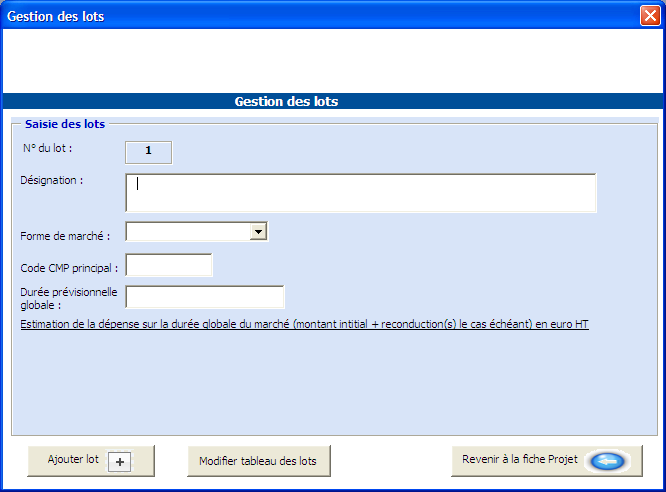 Gestion des lots
Gestion des lots
Saisie des lots
N° du lot :
1
Désignation :
Forme de marché :
Code CMP principal :
Durée prévisionnelle
globale :
Estimation de la dépense sur la durée globale du marché (montant intitial + reconduction(s) le cas échéant) en euro HT
Ajouter lot
Modifier tableau des lots
Revenir à la fiche Projet